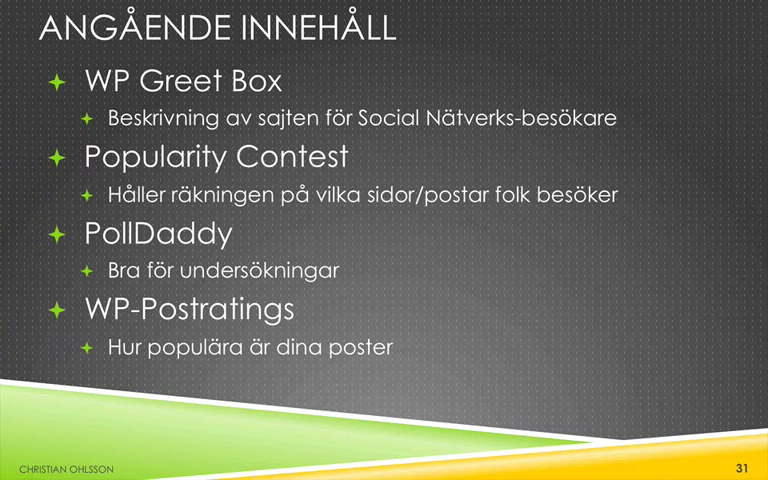 ANGÅENDE INNEHÅLL
WP Greet Box
Beskrivning av sajten för Social Nätverks-besökare
Popularity Contest
Håller räkningen på vilka sidor/postar folk besöker
PollDaddy
Bra för undersökningar
WP-Postratings
Hur populära är dina poster
CHRISTIAN OHLSSON
31